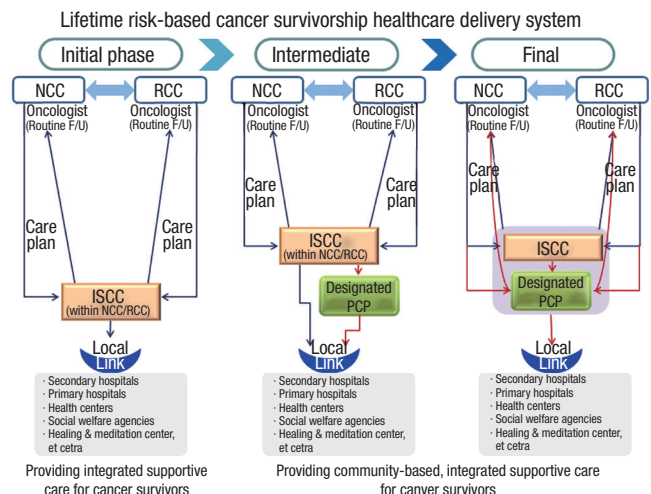 Lifetime risk-based cancer survivorship healthcare delivery system
Initial phase
Intermediate
Final
NCC
RCC
Oncologist
(Routine F/U)
Oncologist
(Routine F/U)
Care
plan
Care
plan
ISCC
(within NCC/RCC)
Local
Link
· Secondary hospitals
· Primary hospitals
· Health centers
· Social welfare agencies
· Healing & meditation center,
et cetra
NCC
RCC
Oncologist
(Routine F/U)
Oncologist
(Routine F/U)
Care
plan
Care
plan
ISCC
(within NCC/RCC)
Designated
PCP
Local
Link
· Secondary hospitals
· Primary hospitals
· Health centers
· Social welfare agencies
· Healing & meditation center,
et cetra
NCC
RCC
Oncologist
(Routine F/U)
Oncologist
(Routine F/U)
Care
plan
Care
plan
ISCC
Designated
PCP
Local
Link
· Secondary hospitals
· Primary hospitals
· Health centers
· Social welfare agencies
· Healing & meditation center,
et cetra
Providing integrated supportive
care for cancer survivors
Providing community-based, integrated supportive care
for canver survivors